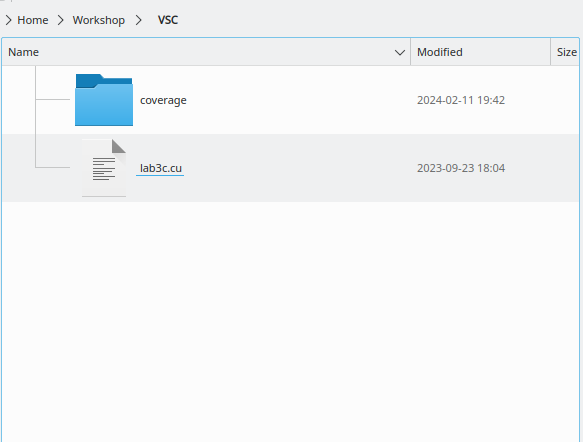 Home Workshop VSC
Name Modified Size
coverage 2024-02-11 19:42
lab3c.cu 2023-09-23 18:04